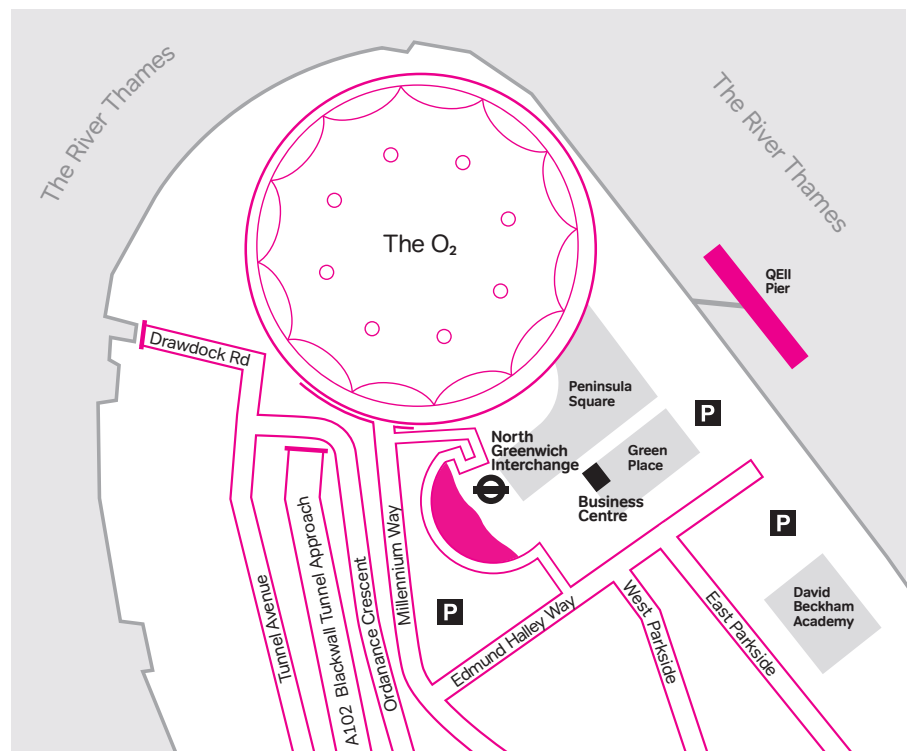 The River Thames
The River Thames
The O₂
QEII
Pier
Drawdock Rd
Peninsula
Square
P
North
Greenwich
Interchange
Green
Place
Business
Centre
P
Tunnel Avenue
A102 Blackwall Tunnel Approach
Ordanance Crescent
Millennium Way
P
Edmund Halley Way
West Parkside
East Parkside
David
Beckham
Academy